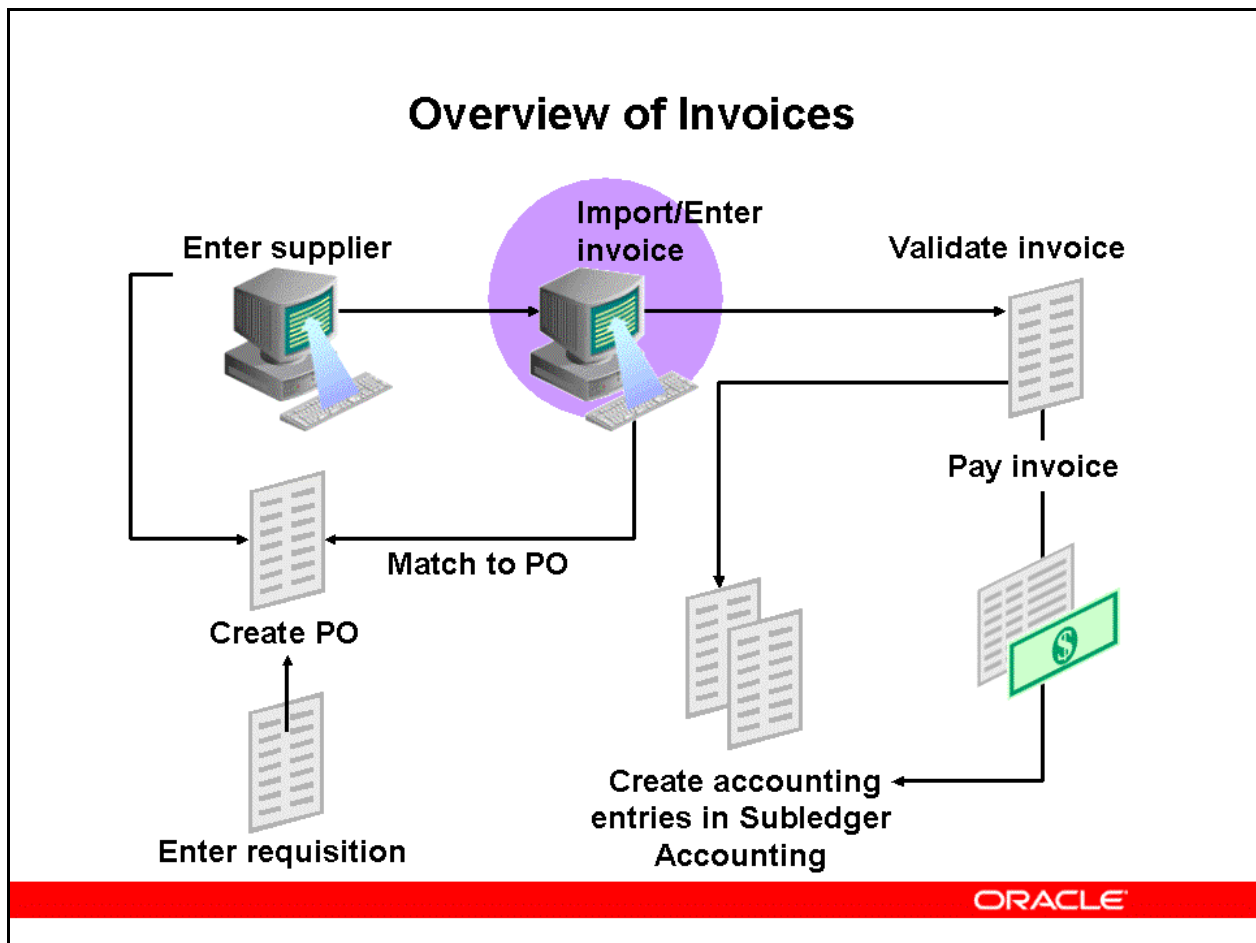 Overview of Invoices
Enter supplier
Import/Enter
invoice
Validate invoice
Pay invoice
Match to PO
Create PO
Enter requisition
Create accounting
entries in Subledger
Accounting
$
ORACLE